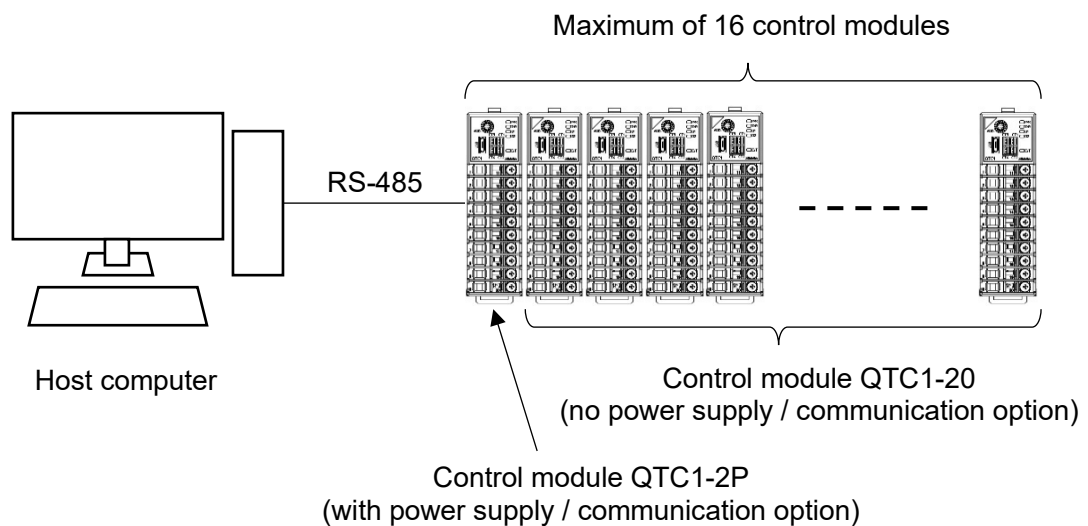 Maximum of 16 control modules
RS-485
Host computer
Control module QTC1-20
(no power supply / communication option)
Control module QTC1-2P
(with power supply / communication option)